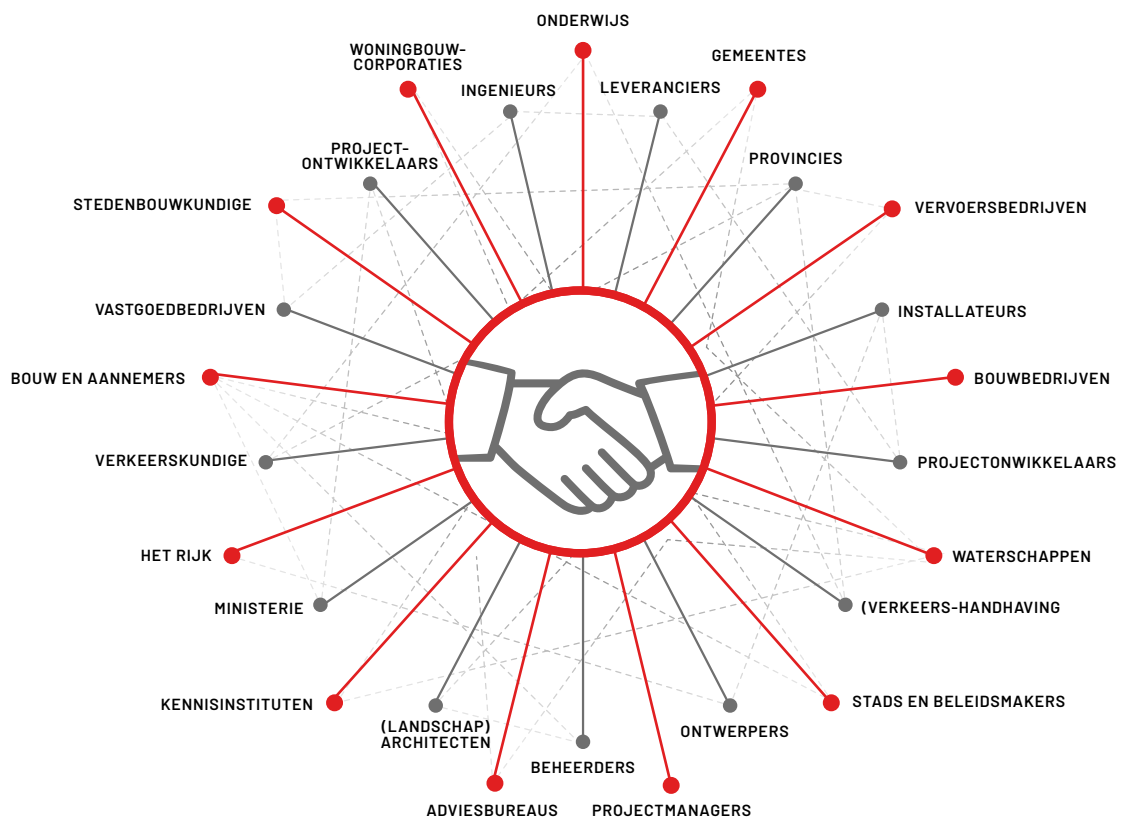 ONDERWIJS
WONINGBOUW-
CORPORATIES
GEMEENTES
INGENIEURS
LEVERANCIERS
PROJECT-
ONTWIKKELAARS
PROVINCIES
STEDENBOUWKUNDIGE
VERVOERSBEDRIJVEN
VASTGOEDBEDRIJVEN
INSTALLATEURS
BOUW EN AANNEMERS
BOUWBEDRIJVEN
VERKEERSKUNDIGE
PROJECTONWIKKELAARS
HET RIJK
WATERSCHAPPEN
MINISTERIE
(VERKEERS-HANDHAVING
KENNISINSTITUTEN
STADS EN BELEIDSMAKERS
(LANDSCHAP)
ARCHITECTEN
ONTWERPERS
BEHEERDERS
ADVIESBUREAUS
PROJECTMANAGERS